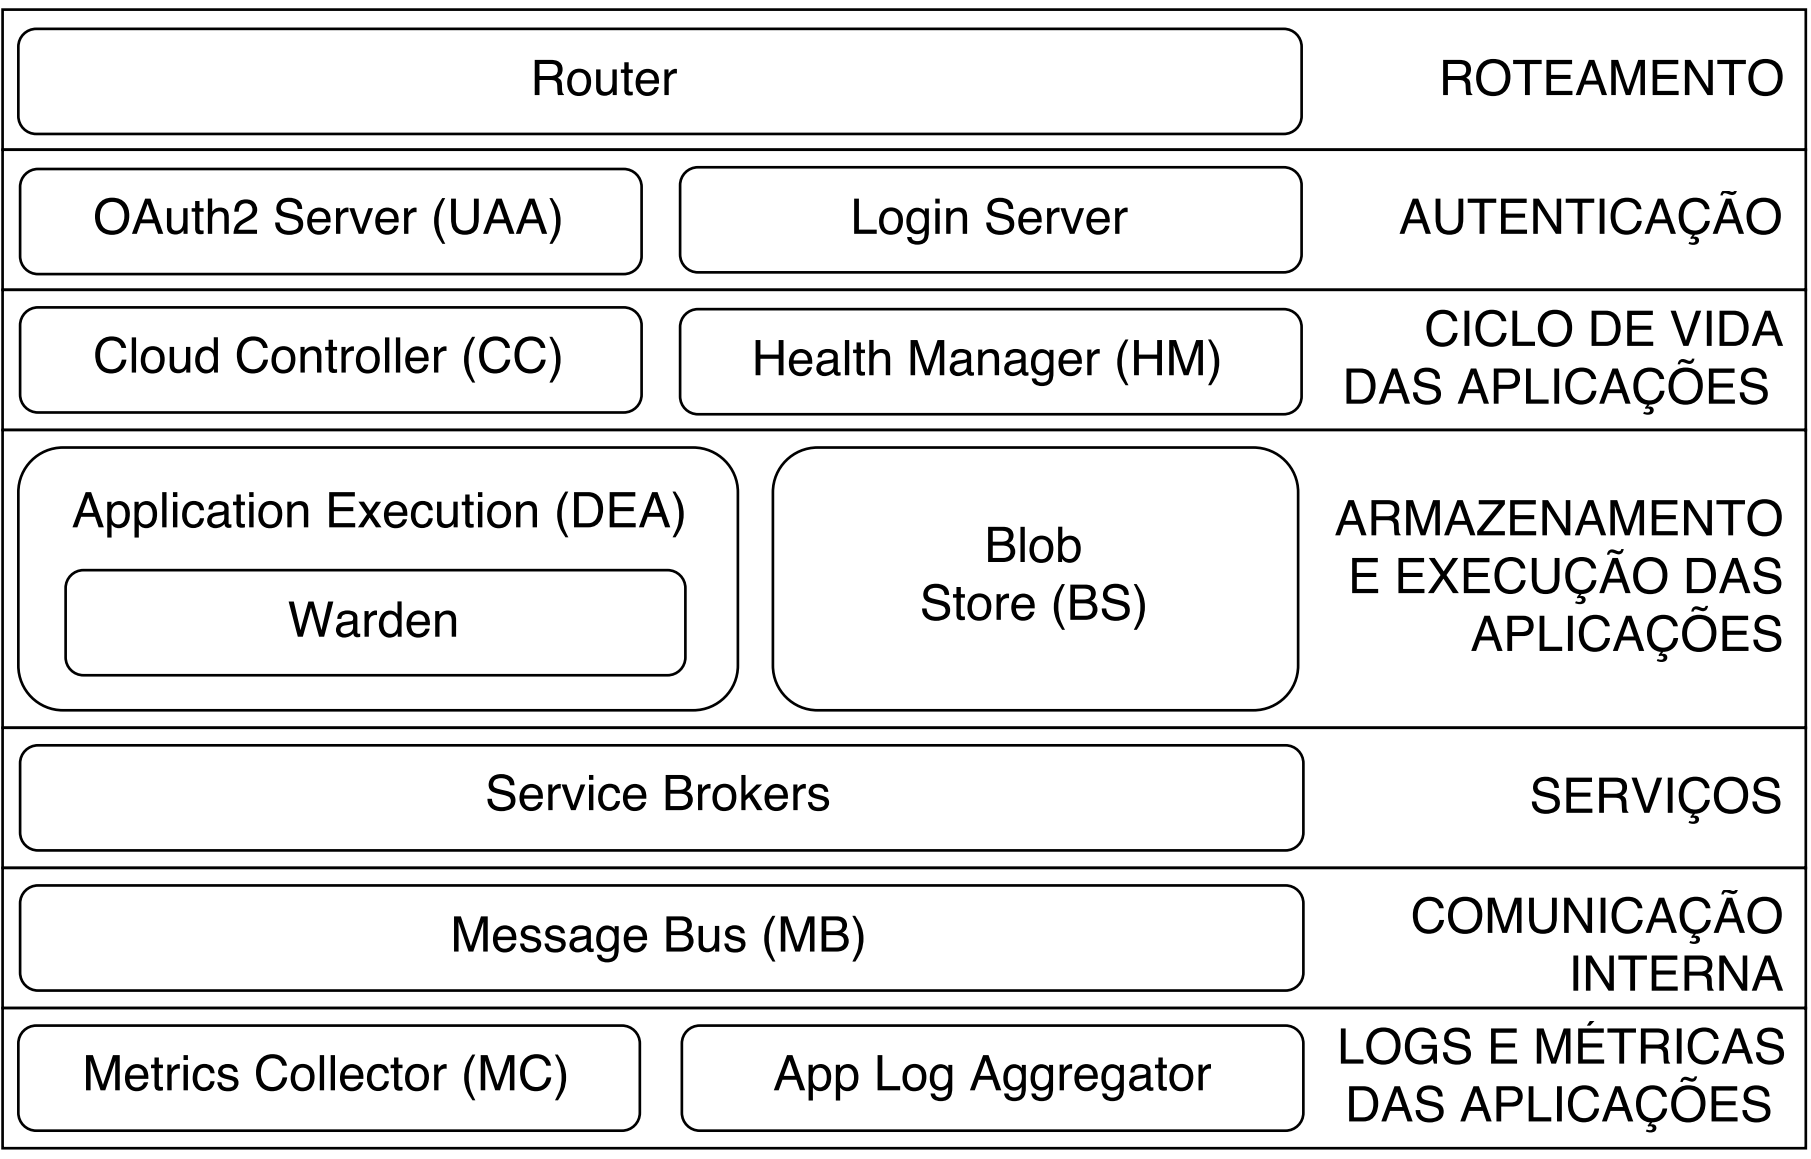 Router
ROTEAMENTO
OAuth2 Server (UAA)
Login Server
AUTENTICAÇÃO
Cloud Controller (CC)
Health Manager (HM)
CICLO DE VIDA
DAS APLICAÇÕES
Application Execution (DEA)
Warden
Blob
Store (BS)
ARMAZENAMENTO
E EXECUÇÃO DAS
APLICAÇÕES
Service Brokers
SERVIÇOS
Message Bus (MB)
COMUNICAÇÃO
INTERNA
Metrics Collector (MC)
App Log Aggregator
LOGS E MÉTRICAS
DAS APLICAÇÕES